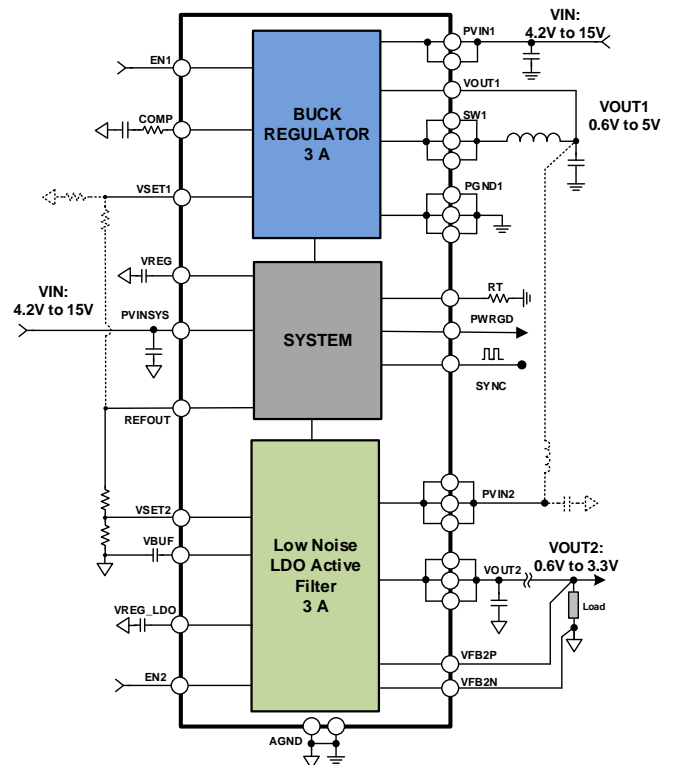 VIN:
4.2V to 15V
PVIN1
EN1
VOUT1
BUCK
REGULATOR
3 A
COMP
SW1
VOUT1
0.6V to 5V
VSET1
PGND1
VREG
VIN:
4.2V to 15V
RT
PVINSYS
PWRGD
SYSTEM
SYNC
REFOUT
PVIN2
VSET2
VBUF
Low Noise
LDO Active
Filter
3 A
VOUT2
VOUT2:
0.6V to 3.3V
VREG_LDO
Load
VFB2P
EN2
VFB2N
AGND